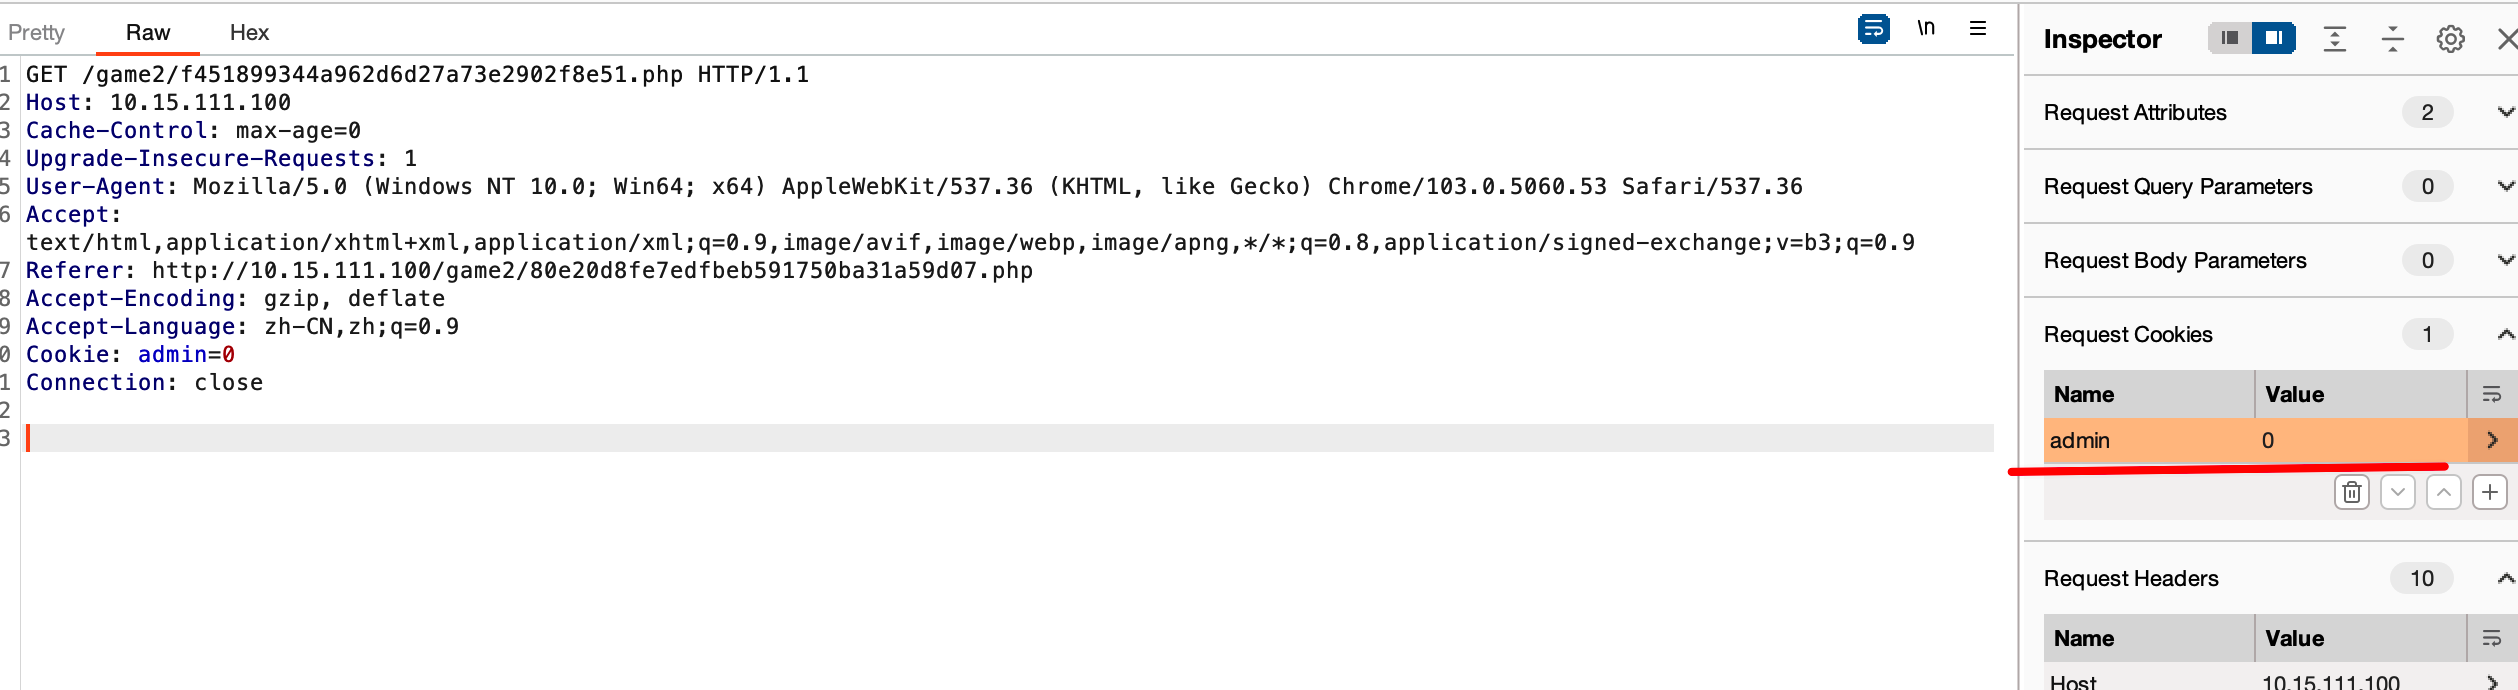 Pretty Raw Hex \n Inspector
1 GET /game2/f451899344a962d6d27a73e2902f8e51.php HTTP/1.1
2 Host: 10.15.111.100
3 Cache-Control: max-age=0
4 Upgrade-Insecure-Requests: 1
5 User-Agent: Mozilla/5.0 (Windows NT 10.0; Win64; x64) AppleWebKit/537.36 (KHTML, like Gecko) Chrome/103.0.5060.53 Safari/537.36
6 Accept:
text/html,application/xhtml+xml,application/xml;q=0.9,image/avif,image/webp,image/apng,*/*;q=0.8,application/signed-exchange;v=b3;q=0.9
7 Referer: http://10.15.111.100/game2/80e20d8fe7edfbeb591750ba31a59d07.php
8 Accept-Encoding: gzip, deflate
9 Accept-Language: zh-CN,zh;q=0.9
0 Cookie: admin=0
1 Connection: close
2
3
Request Attributes 2
Request Query Parameters 0
Request Body Parameters 0
Request Cookies 1
Name Value
admin 0
Request Headers 10
Name Value
Host 10.15.111.100